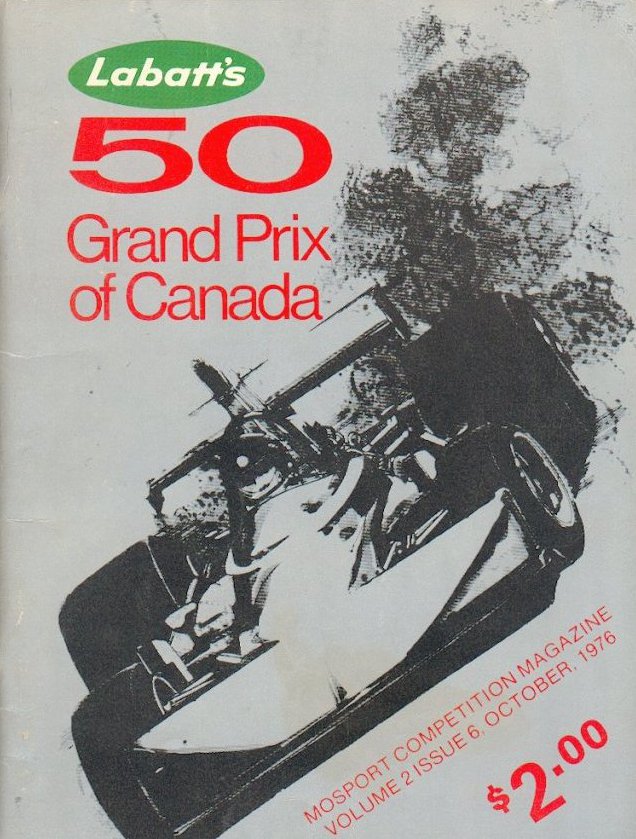 Labatt's
50
Grand Prix
of Canada
MOSPORT COMPETITION MAGAZINE
VOLUME 2 ISSUE 6, OCTOBER, 1976
$2.00